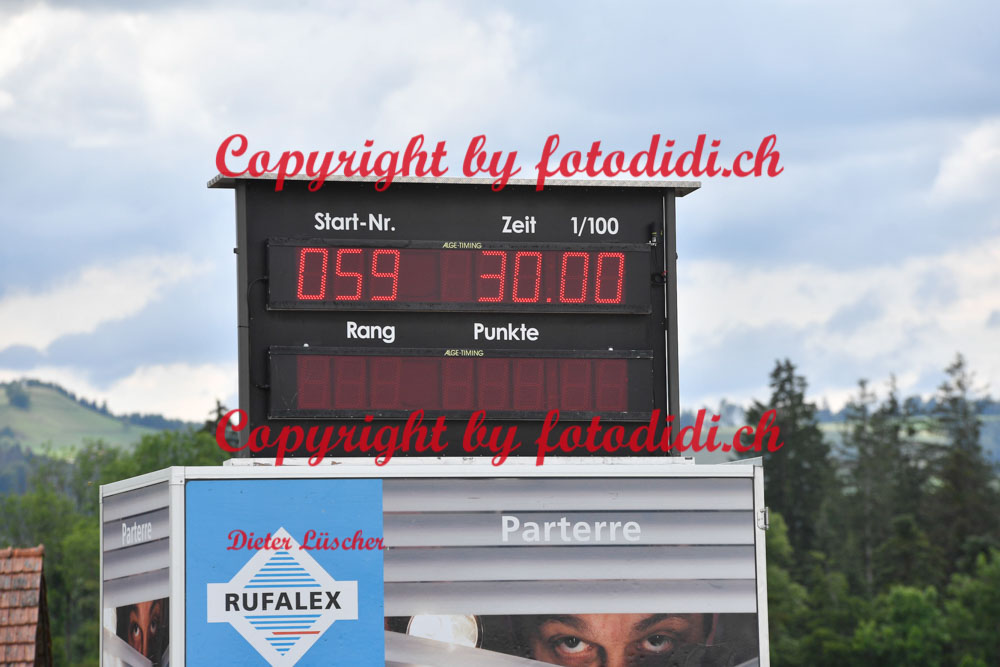 Copyright by fotodidi.ch
Start-Nr. Zeit 1/100
ALGE-TIMING
059 30.00
Rang Punkte
ALGE-TIMING
Copyright by fotodidi.ch
Parterre
Parterre
Dieter Lüscher
RUFALEX